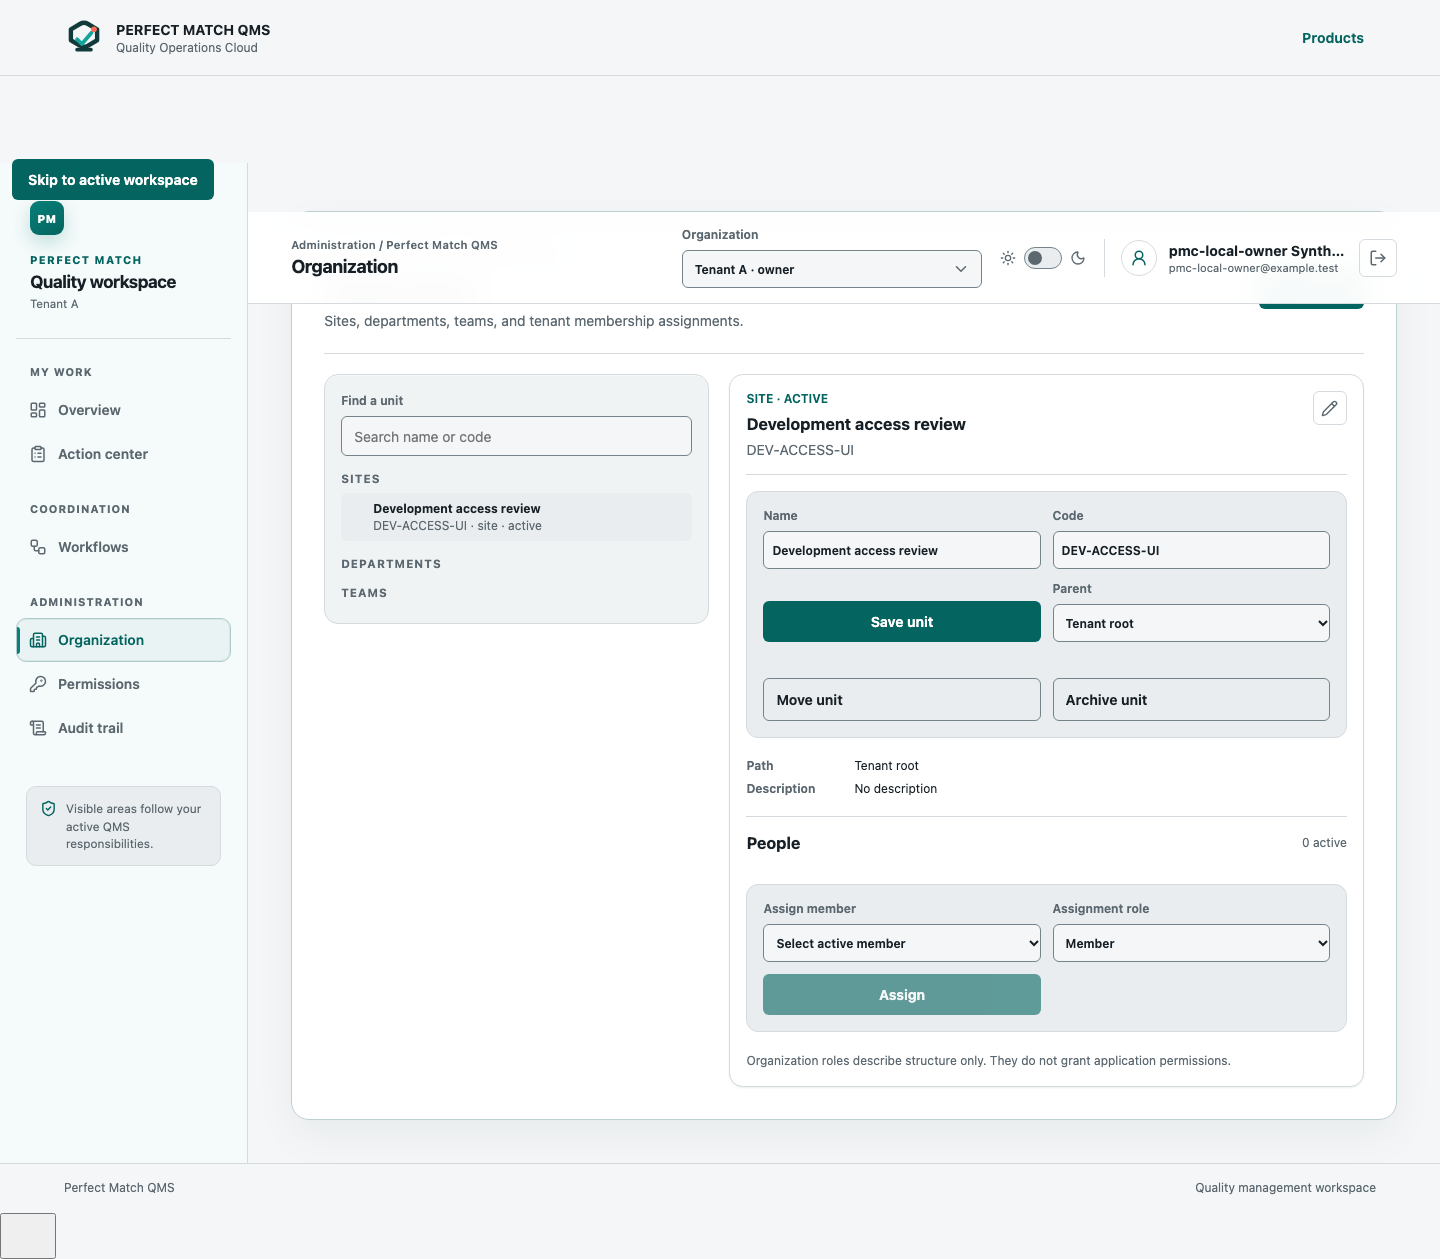 PERFECT MATCH QMS
Quality Operations Cloud
Products
Skip to active workspace
PM
PERFECT MATCH
Quality workspace
Tenant A
MY WORK
Overview
Action center
COORDINATION
Workflows
ADMINISTRATION
Organization
Permissions
Audit trail
Visible areas follow your
active QMS
responsibilities.
Administration / Perfect Match QMS
Organization
Organization
Tenant A · owner
pmc-local-owner Synth...
pmc-local-owner@example.test
Sites, departments, teams, and tenant membership assignments.
Find a unit
Search name or code
SITES
Development access review
DEV-ACCESS-UI · site · active
DEPARTMENTS
TEAMS
SITE · ACTIVE
Development access review
DEV-ACCESS-UI
Name
Code
Development access review
DEV-ACCESS-UI
Parent
Save unit
Tenant root
Move unit
Archive unit
Path
Tenant root
Description
No description
People
0 active
Assign member
Assignment role
Select active member
Member
Assign
Organization roles describe structure only. They do not grant application permissions.
Perfect Match QMS
Quality management workspace